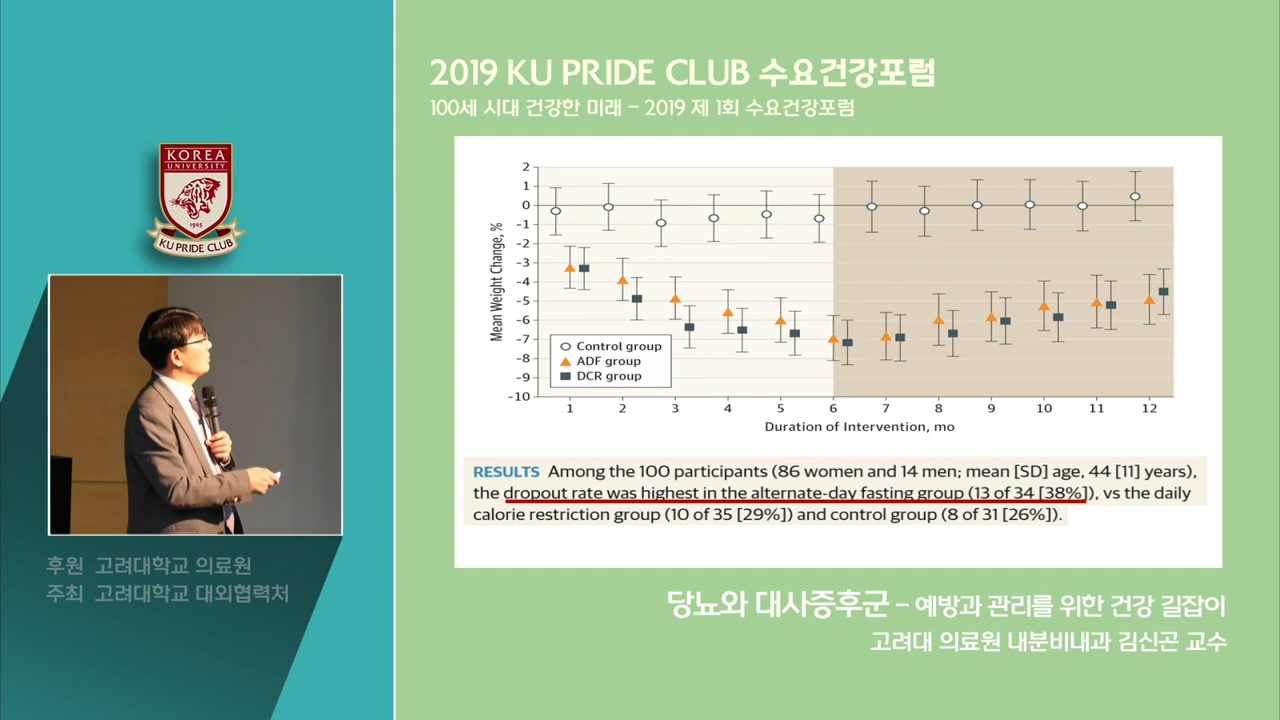 2019 KU PRIDE CLUB 수요건강포럼
100세 시대 건강한 미래 – 2019 제 1회 수요건강포럼
KOREA
UNIVERSITY
1905
KU PRIDE CLUB
후원 고려대학교 의료원
주최 고려대학교 대외협력처
Mean Weight Change, %
2
1
0
-1
-2
-3
-4
-5
-6
-7
-8
-9
-10
Control group
ADF group
DCR group
1 2 3 4 5 6 7 8 9 10 11 12
Duration of Intervention, mo
RESULTS Among the 100 participants (86 women and 14 men; mean [SD] age, 44 [11] years),
the dropout rate was highest in the alternate-day fasting group (13 of 34 [38%]), vs the daily
calorie restriction group (10 of 35 [29%]) and control group (8 of 31 [26%]).
당뇨와 대사증후군 – 예방과 관리를 위한 건강 길잡이
고려대 의료원 내분비내과 김신곤 교수